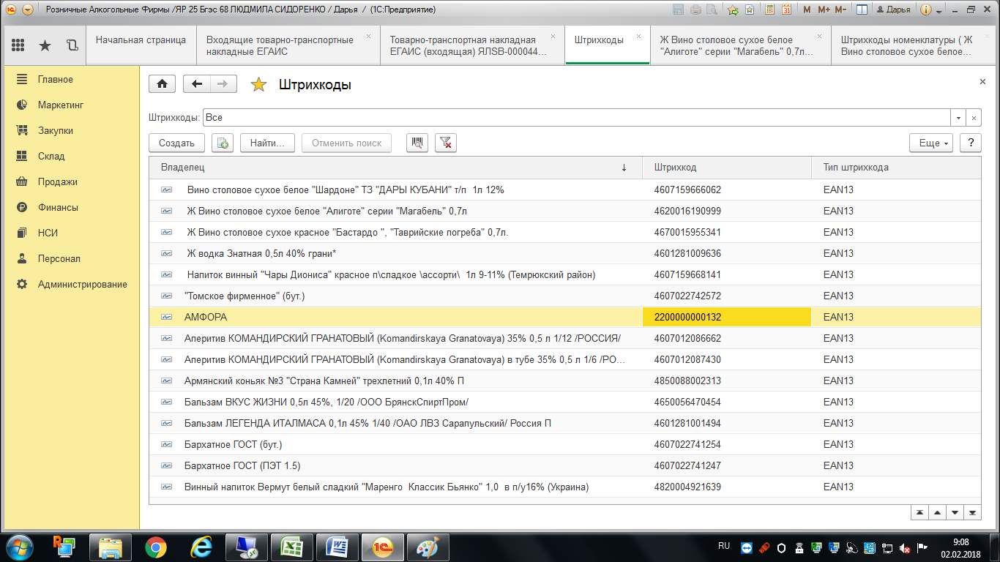 Розничные Алкогольные Фирмы /ЯР 25 Бгэс 68 ЛЮДМИЛА СИДОРЕНКО / Дарья / (1С:Предприятие)
M M+ M- Дарья
Начальная страница
Входящие товарно-транспортные накладные ЕГАИС
Товарно-транспортная накладная ЕГАИС (входящая) ЯЛSB-000044...
Штрихкоды
Ж Вино столовое сухое белое "Алиготе" серии "Магабель" 0,7л...
Штрихкоды номенклатуры ( Ж Вино столовое сухое белое...
Главное
Маркетинг
Закупки
Склад
Продажи
Финансы
НСИ
Персонал
Администрирование
Штрихкоды
Штрихкоды: Все
Создать Найти... Отменить поиск Еще ?
Владелец Штрихкод Тип штрихкода
Вино столовое сухое белое "Шардоне" ТЗ "ДАРЫ КУБАНИ" т/п 1л 12% 4607159666062 EAN13
Ж Вино столовое сухое белое "Алиготе" серии "Магабель" 0,7л 4620016190999 EAN13
Ж Вино столовое сухое красное "Бастардо ", "Таврийские погреба" 0,7л. 4670015955341 EAN13
Ж водка Знатная 0,5л 40% грани* 4601281009636 EAN13
Напиток винный "Чары Диониса" красное п\сладкое \ассорти\ 1л 9-11% (Темрюкский район) 4607159668141 EAN13
"Томское фирменное" (бут.) 4607022742572 EAN13
АМФОРА 2200000000132 EAN13
Аперитив КОМАНДИРСКИЙ ГРАНАТОВЫЙ (Komandirskaya Granatovaya) 35% 0,5 л 1/12 /РОССИЯ/ 4607012086662 EAN13
Аперитив КОМАНДИРСКИЙ ГРАНАТОВЫЙ (Komandirskaya Granatovaya) в тубе 35% 0,5 л 1/6 /РО... 4607012087430 EAN13
Армянский коньяк №3 "Страна Камней" трехлетний 0,1л 40% П 4850088002313 EAN13
Бальзам ВКУС ЖИЗНИ 0,5л 45%, 1/20 /ООО БрянскСпиртПром/ 4650056470454 EAN13
Бальзам ЛЕГЕНДА ИТАЛМАСА 0,1л 45% 1/40 /ОАО ЛВЗ Сарапульский/ Россия П 4601281001494 EAN13
Бархатное ГОСТ (бут.) 4607022741254 EAN13
Бархатное ГОСТ (ПЭТ 1.5) 4607022741247 EAN13
Винный напиток Вермут белый сладкий "Маренго Классик Бьянко" 1,0 в п/у16% (Украина) 4820004921639 EAN13
RU
9:08
02.02.2018